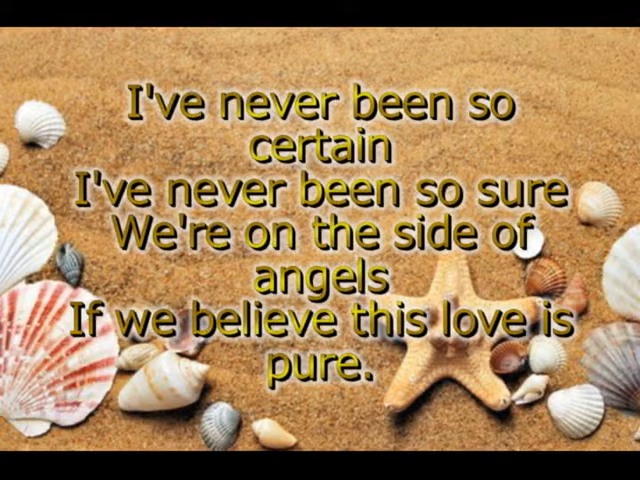 I've never been so
certain
I've never been so sure
We're on the side of
angels
If we believe this love is
pure.